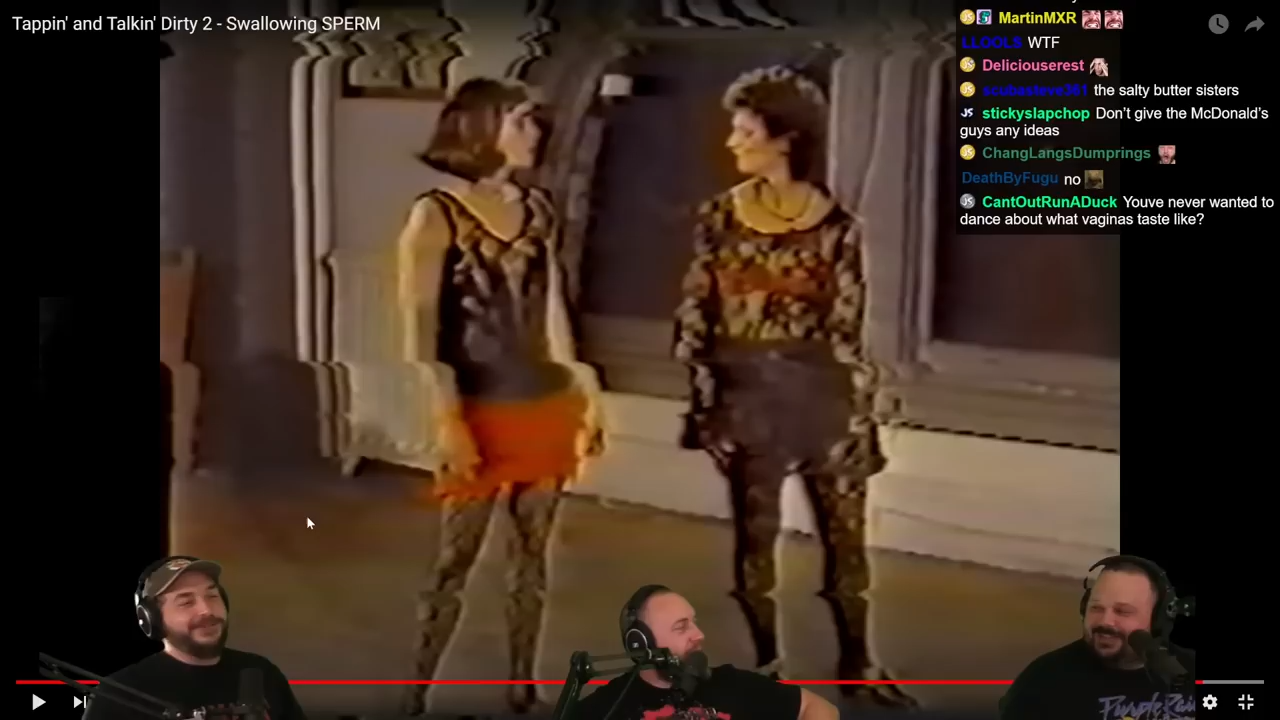 Tappin' and Talkin' Dirty 2 - Swallowing SPERM
MartinMXR
LLOOLS WTF
Deliciouserest
scubasteve361 the salty butter sisters
stickyslapchop Don't give the McDonald's
guys any ideas
ChangLangsDumprings
DeathByFugu no
CantOutRunADuck Youve never wanted to
dance about what vaginas taste like?
Purple Rain